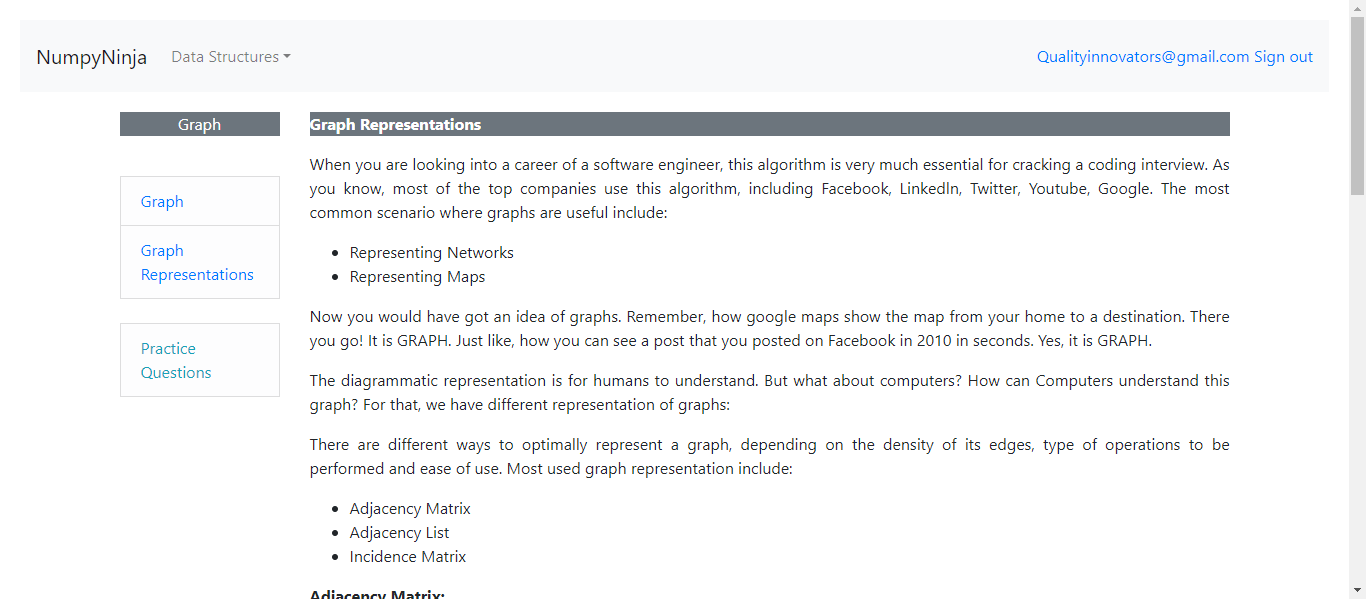 NumpyNinja Data Structures Qualityinnovators@gmail.com Sign out
Graph
Graph
Graph
Representations
Practice
Questions
Graph Representations
When you are looking into a career of a software engineer, this algorithm is very much essential for cracking a coding interview. As
you know, most of the top companies use this algorithm, including Facebook, LinkedIn, Twitter, Youtube, Google. The most
common scenario where graphs are useful include:
• Representing Networks
• Representing Maps
Now you would have got an idea of graphs. Remember, how google maps show the map from your home to a destination. There
you go! It is GRAPH. Just like, how you can see a post that you posted on Facebook in 2010 in seconds. Yes, it is GRAPH.
The diagrammatic representation is for humans to understand. But what about computers? How can Computers understand this
graph? For that, we have different representation of graphs:
There are different ways to optimally represent a graph, depending on the density of its edges, type of operations to be
performed and ease of use. Most used graph representation include:
• Adjacency Matrix
• Adjacency List
• Incidence Matrix
Adjacency Matrix: